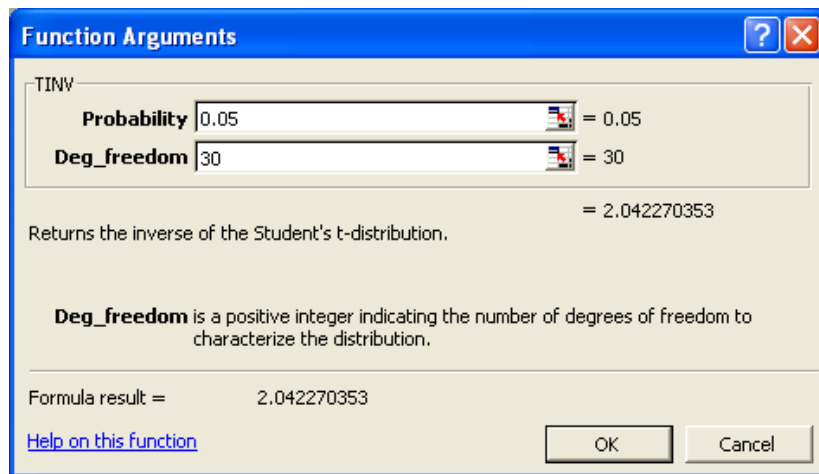 Function Arguments
TINV
Probability 0.05 = 0.05
Deg_freedom 30 = 30
= 2.042270353
Returns the inverse of the Student's t-distribution.
Deg_freedom is a positive integer indicating the number of degrees of freedom to
characterize the distribution.
Formula result = 2.042270353
Help on this function
OK Cancel